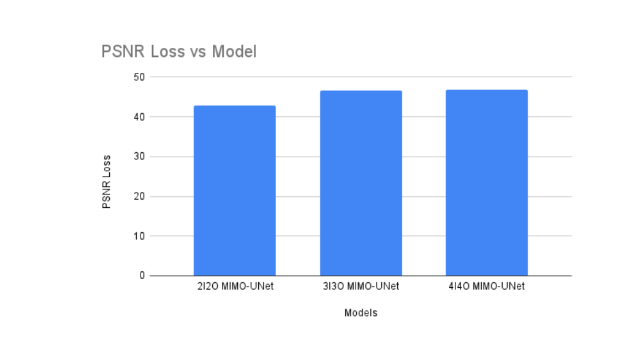 PSNR Loss vs Model
50
40
30
20
10
0
PSNR Loss
2I2O MIMO-UNet
3I3O MIMO-UNet
4I4O MIMO-UNet
Models